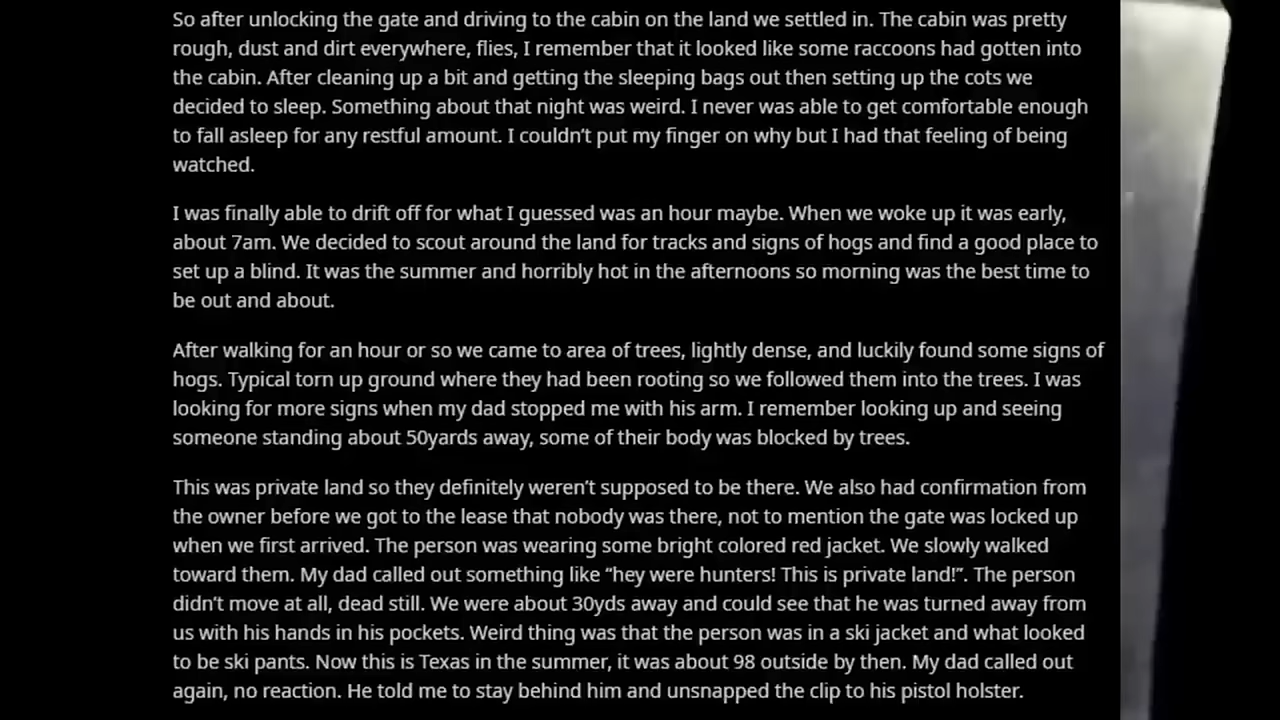 So after unlocking the gate and driving to the cabin on the land we settled in. The cabin was pretty
rough, dust and dirt everywhere, flies, I remember that it looked like some raccoons had gotten into
the cabin. After cleaning up a bit and getting the sleeping bags out then setting up the cots we
decided to sleep. Something about that night was weird. I never was able to get comfortable enough
to fall asleep for any restful amount. I couldn't put my finger on why but I had that feeling of being
watched.
I was finally able to drift off for what I guessed was an hour maybe. When we woke up it was early,
about 7am. We decided to scout around the land for tracks and signs of hogs and find a good place to
set up a blind. It was the summer and horribly hot in the afternoons so morning was the best time to
be out and about.
After walking for an hour or so we came to area of trees, lightly dense, and luckily found some signs of
hogs. Typical torn up ground where they had been rooting so we followed them into the trees. I was
looking for more signs when my dad stopped me with his arm. I remember looking up and seeing
someone standing about 50yards away, some of their body was blocked by trees.
This was private land so they definitely weren't supposed to be there. We also had confirmation from
the owner before we got to the lease that nobody was there, not to mention the gate was locked up
when we first arrived. The person was wearing some bright colored red jacket. We slowly walked
toward them. My dad called out something like “hey were hunters! This is private land!”. The person
didn't move at all, dead still. We were about 30yds away and could see that he was turned away from
us with his hands in his pockets. Weird thing was that the person was in a ski jacket and what looked
to be ski pants. Now this is Texas in the summer, it was about 98 outside by then. My dad called out
again, no reaction. He told me to stay behind him and unsnapped the clip to his pistol holster.